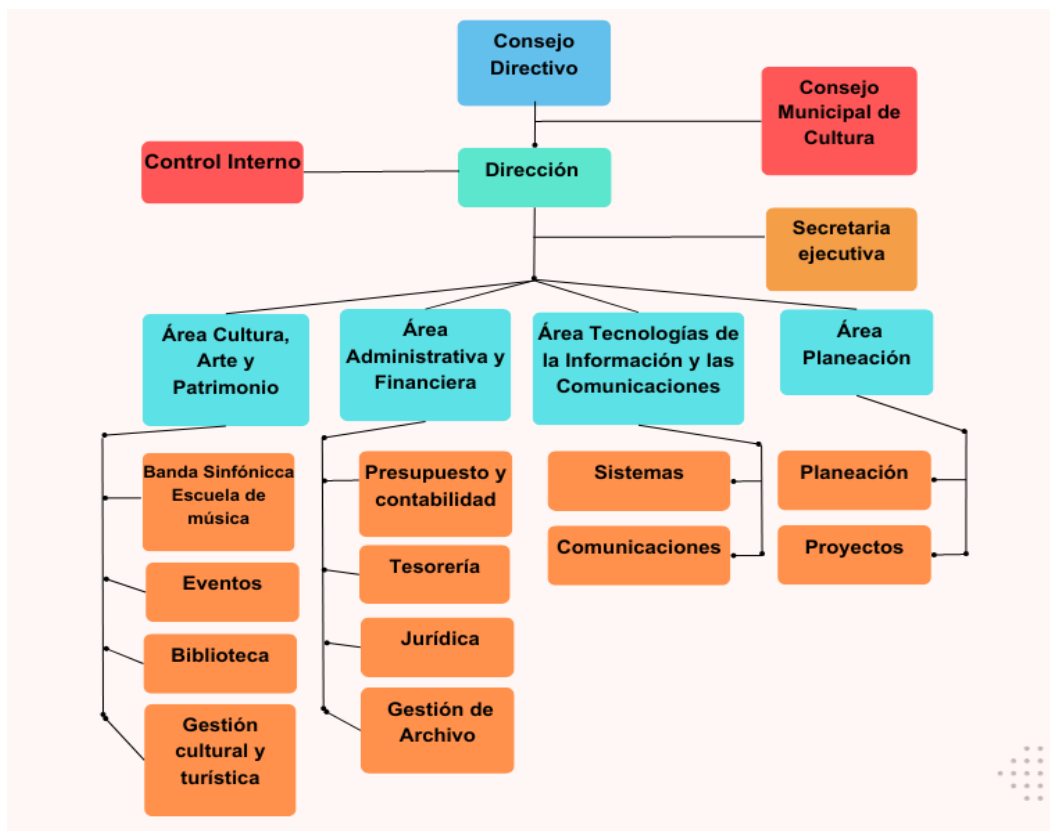 Consejo
Directivo
Consejo
Municipal de
Cultura
Control Interno
Dirección
Secretaria
ejecutiva
Área Cultura,
Arte y
Patrimonio
Área
Administrativa y
Financiera
Área Tecnologías de
la Información y las
Comunicaciones
Área
Planeación
Banda Sinfónicca
Escuela de
música
Eventos
Biblioteca
Gestión
cultural y
turística
Presupuesto y
contabilidad
Tesorería
Jurídica
Gestión de
Archivo
Sistemas
Comunicaciones
Planeación
Proyectos